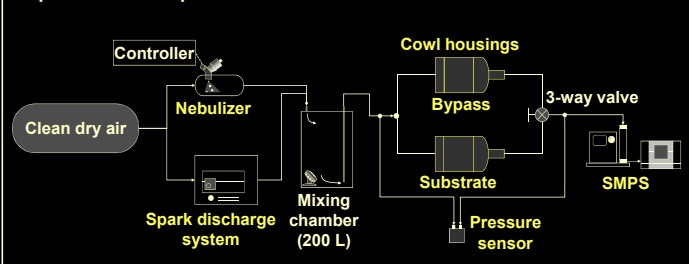 Controller
Nebulizer
Clean dry air
Spark discharge
system
Mixing
chamber
(200 L)
Cowl housings
Bypass
3-way valve
Substrate
SMPS
Pressure
sensor